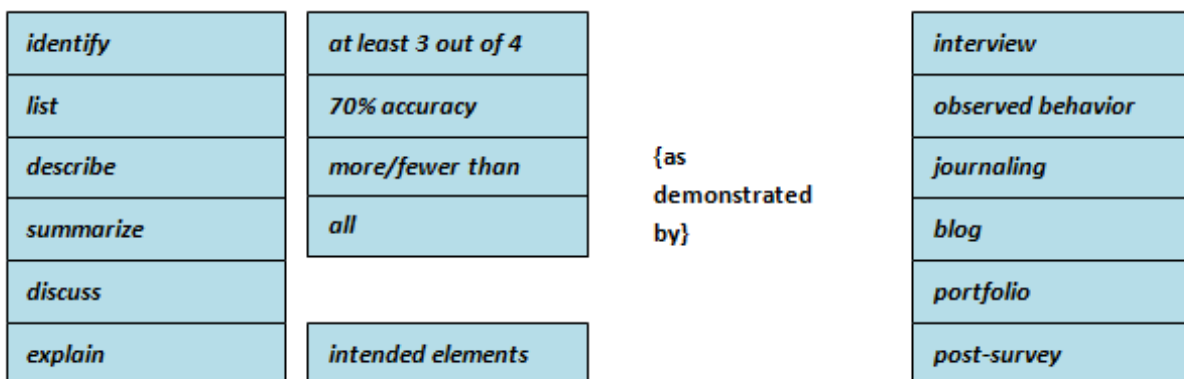 identify
list
describe
summarize
discuss
explain
at least 3 out of 4
70% accuracy
more/fewer than
all
intended elements
{as
demonstrated
by}
interview
observed behavior
journaling
blog
portfolio
post-survey